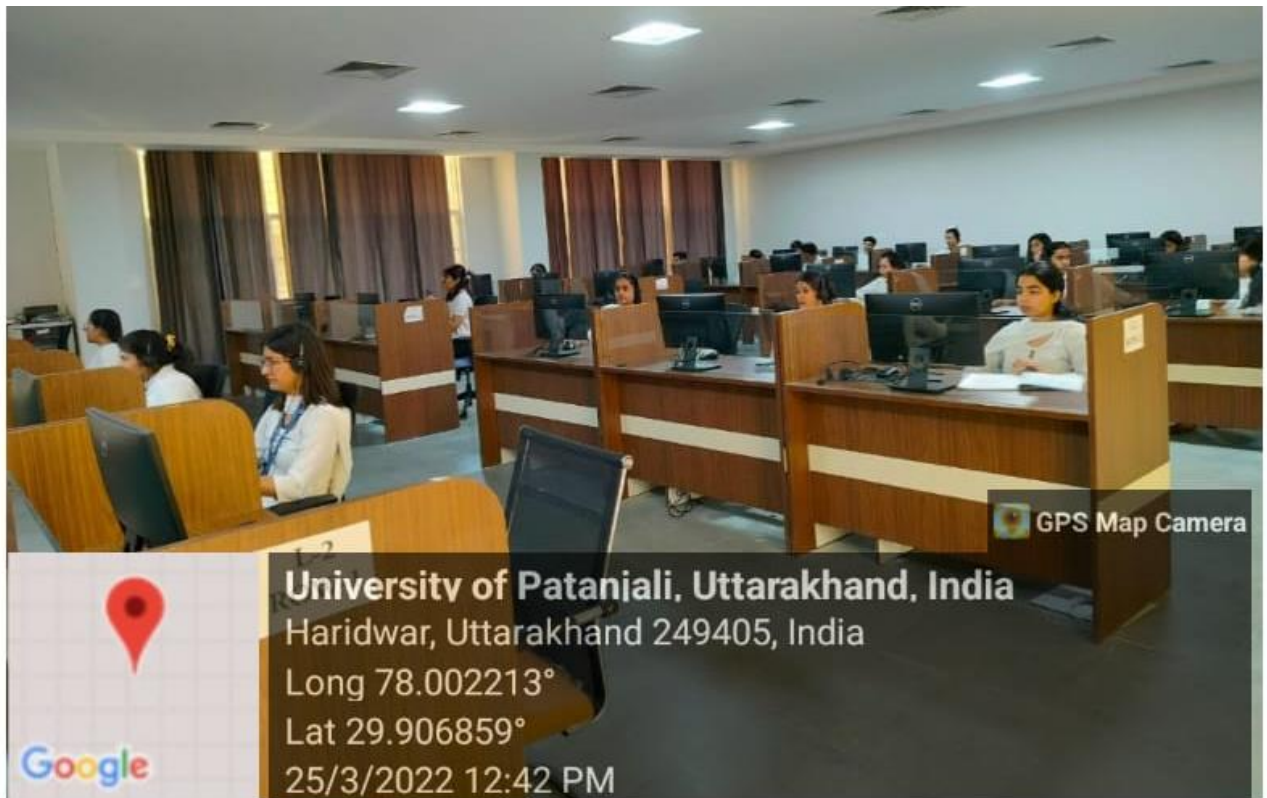 L-2
GPS Map Camera
University of Patanjali, Uttarakhand, India
Haridwar, Uttarakhand 249405, India
Long 78.002213°
Lat 29.906859°
25/3/2022 12:42 PM
Google